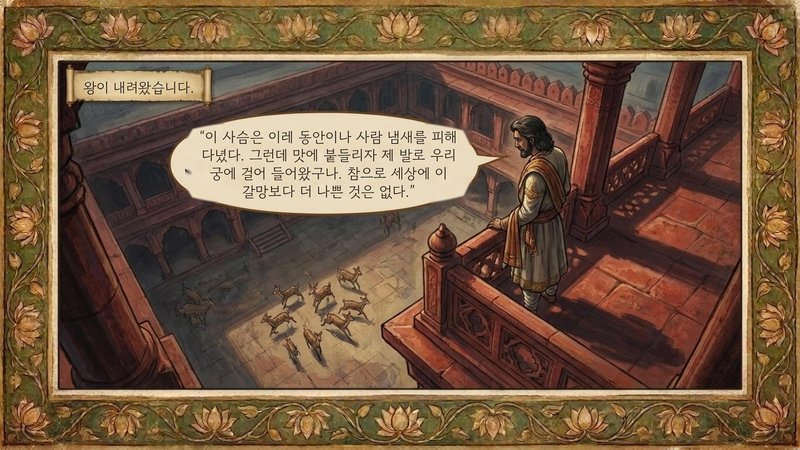 왕이 내려왔습니다.
“이 사슴은 이레 동안이나 사람 냄새를 피해
다녔다. 그런데 맛에 붙들리자 제 발로 우리
궁에 걸어 들어왔구나. 참으로 세상에 이
갈망보다 더 나쁜 것은 없다.”